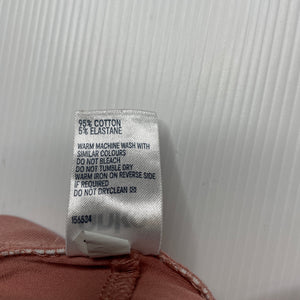 95% COTTON
5% ELASTANE
WARM MACHINE WASH WITH
SIMILAR COLOURS
DO NOT BLEACH
DO NOT TUMBLE DRY
WARM IRON ON REVERSE SIDE
IF REQUIRED
DO NOT DRYCLEAN
156524